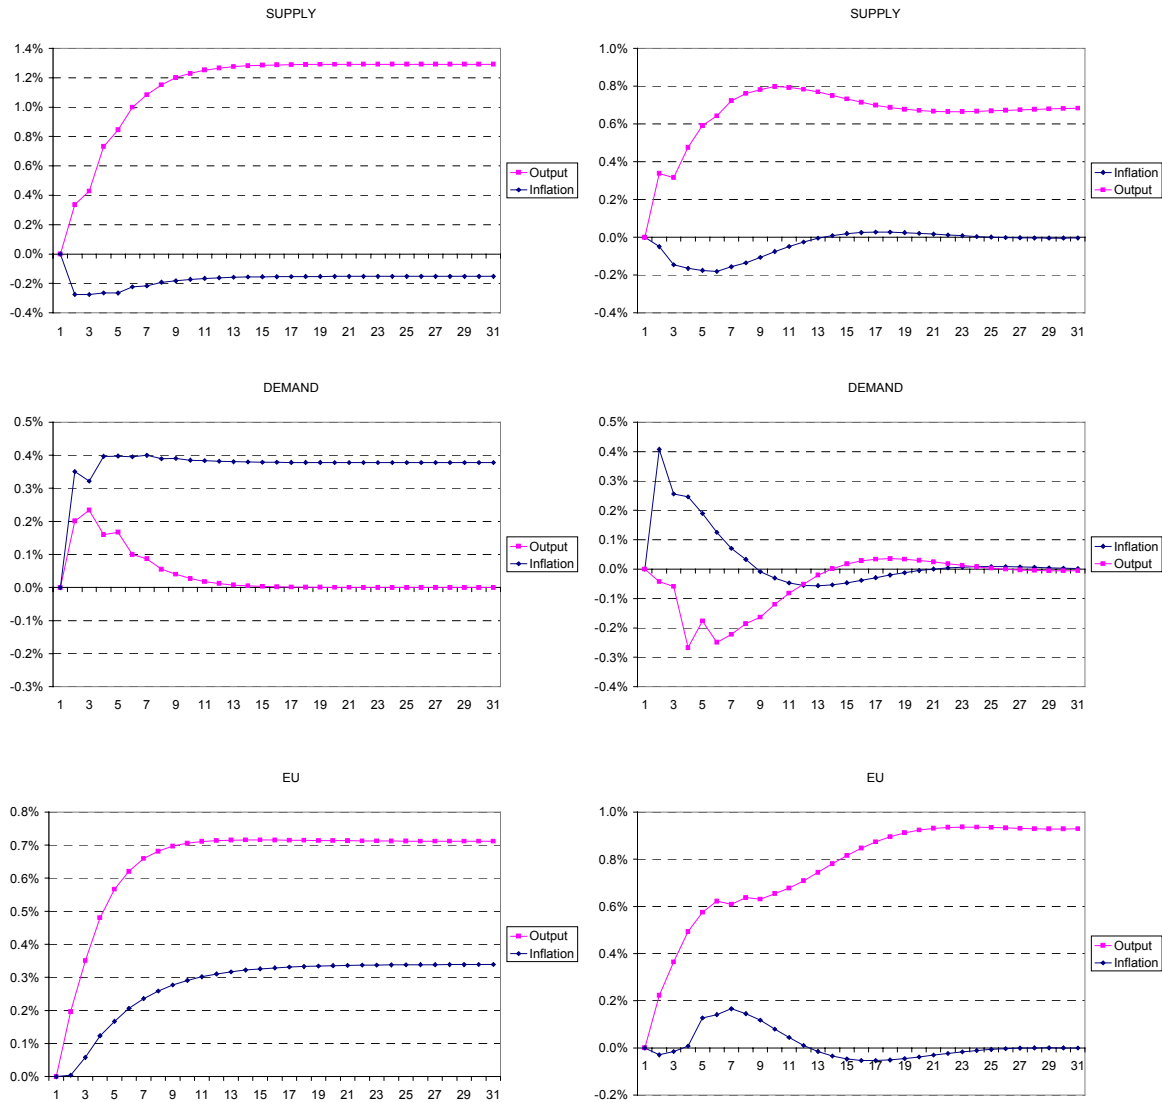 SUPPLY
1.4%
1.2%
1.0%
0.8%
0.6%
0.4%
0.2%
0.0%
-0.2%
-0.4%
1 3 5 7 9 11 13 15 17 19 21 23 25 27 29 31
Output
Inflation
SUPPLY
1.0%
0.8%
0.6%
0.4%
0.2%
0.0%
-0.2%
-0.4%
1 3 5 7 9 11 13 15 17 19 21 23 25 27 29 31
Inflation
Output
DEMAND
0.5%
0.4%
0.3%
0.2%
0.1%
0.0%
-0.1%
-0.2%
-0.3%
1 3 5 7 9 11 13 15 17 19 21 23 25 27 29 31
Output
Inflation
DEMAND
0.5%
0.4%
0.3%
0.2%
0.1%
0.0%
-0.1%
-0.2%
-0.3%
-0.4%
1 3 5 7 9 11 13 15 17 19 21 23 25 27 29 31
Inflation
Output
EU
0.8%
0.7%
0.6%
0.5%
0.4%
0.3%
0.2%
0.1%
0.0%
1 3 5 7 9 11 13 15 17 19 21 23 25 27 29 31
Output
Inflation
EU
1.0%
0.8%
0.6%
0.4%
0.2%
0.0%
-0.2%
1 3 5 7 9 11 13 15 17 19 21 23 25 27 29 31
Output
Inflation